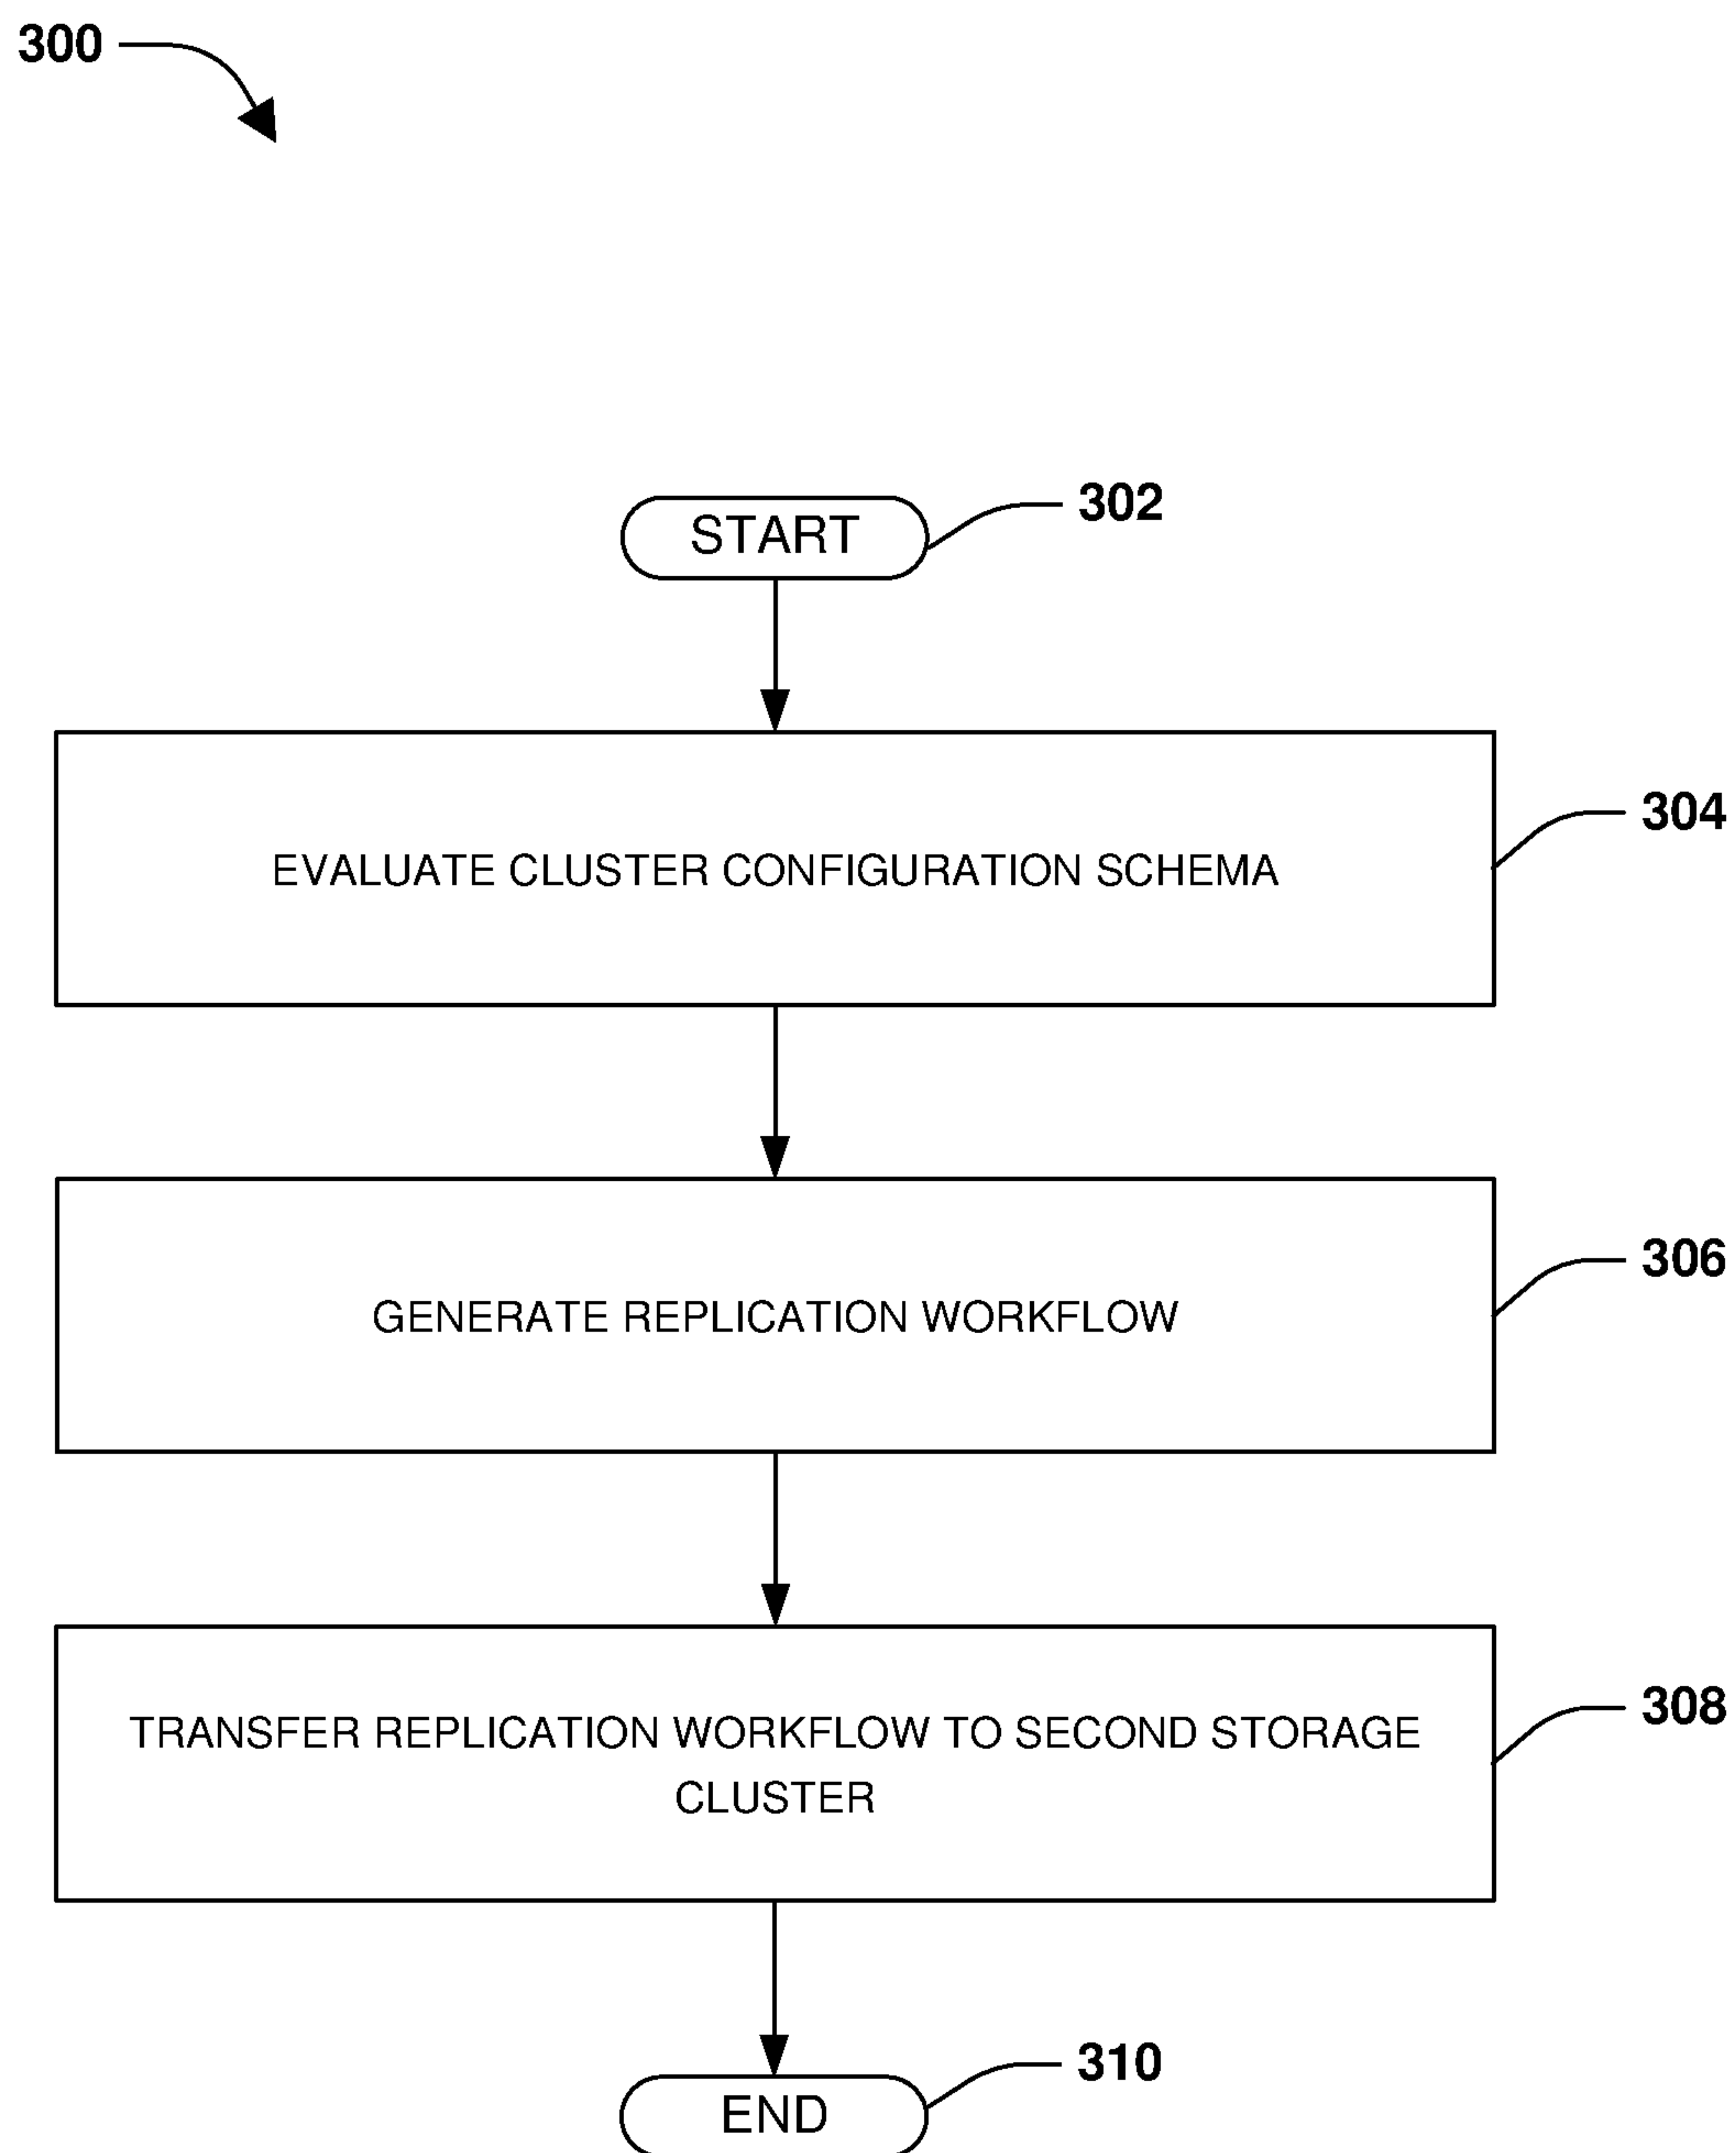 300
START
302
EVALUATE CLUSTER CONFIGURATION SCHEMA
304
GENERATE REPLICATION WORKFLOW
306
TRANSFER REPLICATION WORKFLOW TO SECOND STORAGE
CLUSTER
308
END
310